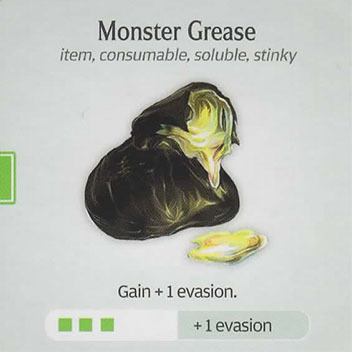 Monster Grease
item, consumable, soluble, stinky
Gain +1 evasion.
+1 evasion